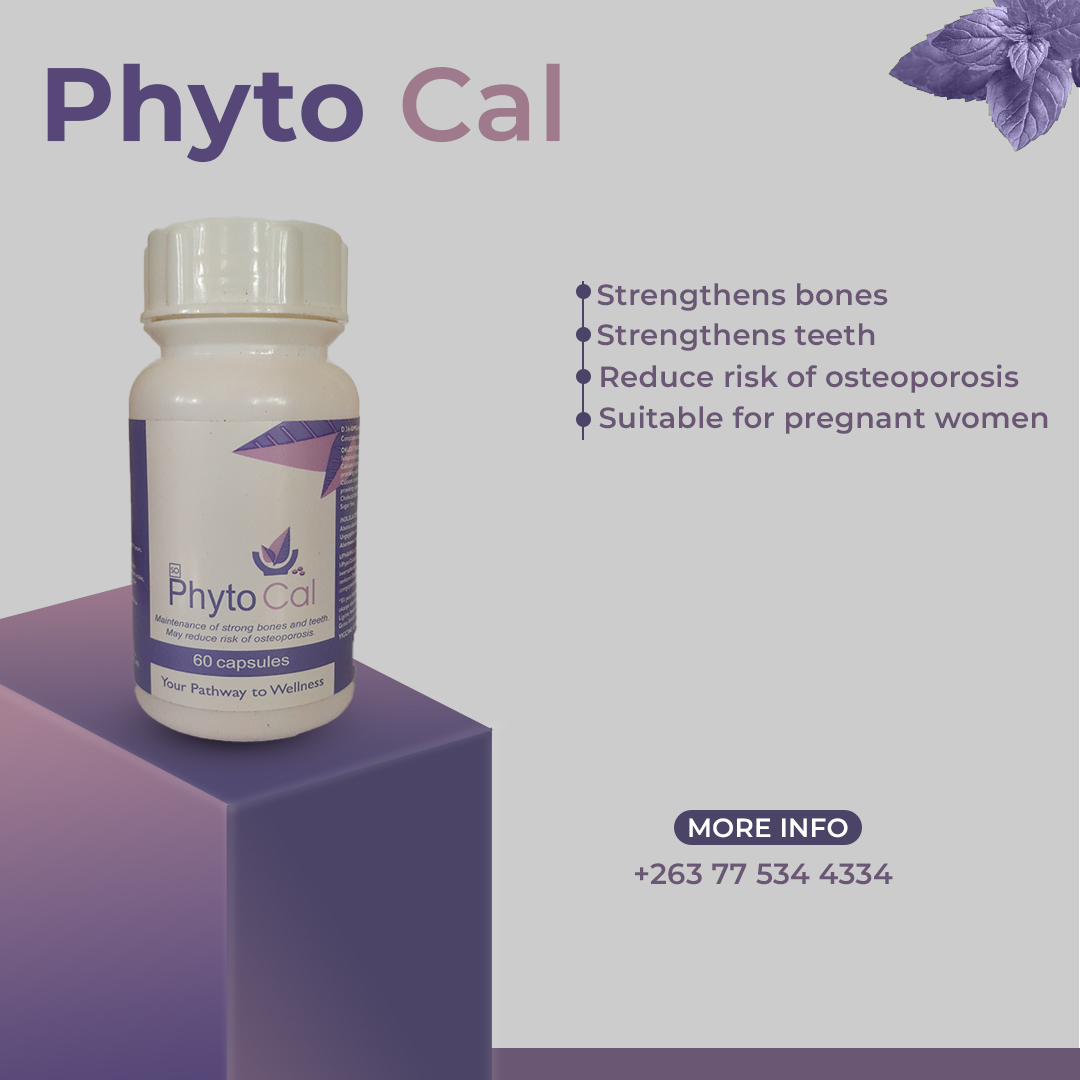 Phyto Cal
Strengthens bones
Strengthens teeth
Reduce risk of osteoporosis
Suitable for pregnant women
SO
Phyto Cal
Maintenance of strong bones and teeth.
May reduce risk of osteoporosis.
60 capsules
Your Pathway to Wellness
MORE INFO
+263 77 534 4334